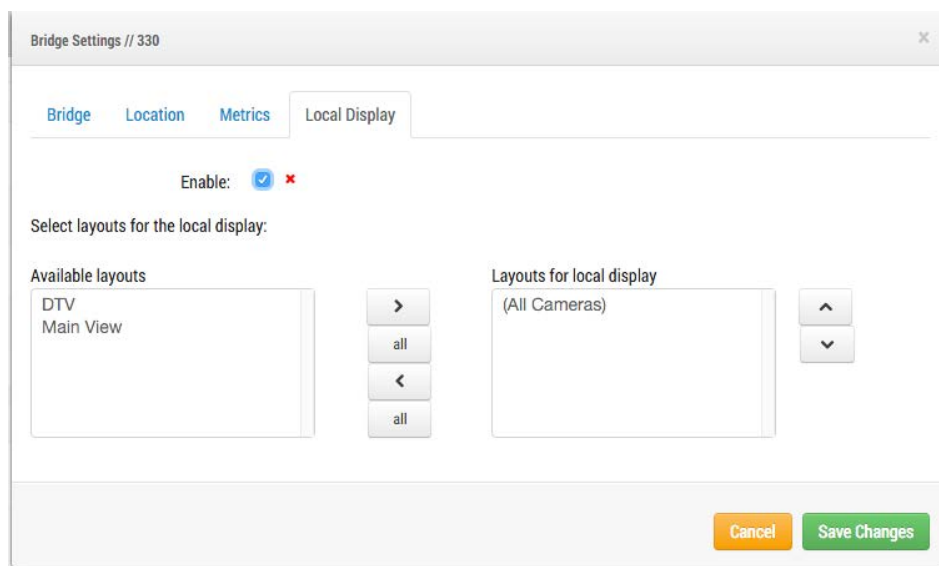 Bridge Settings // 330
Bridge Location Metrics Local Display
Enable:
Select layouts for the local display:
Available layouts
DTV
Main View
all
all
Layouts for local display
(All Cameras)
Cancel Save Changes